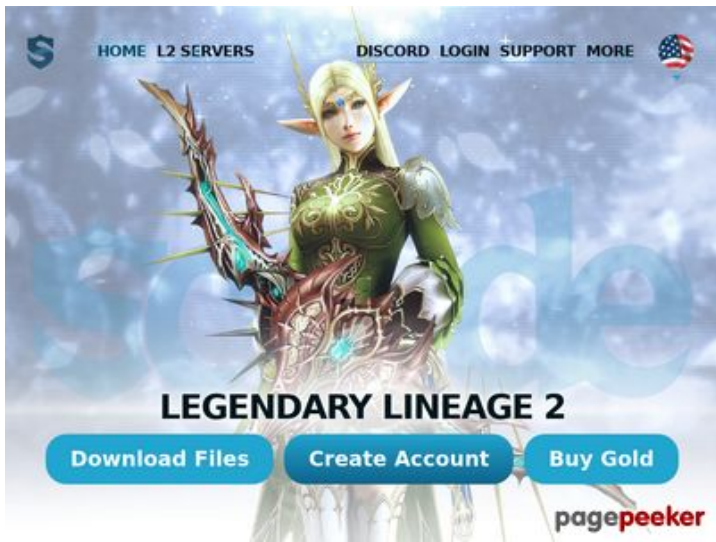 HOME L2 SERVERS DISCORD LOGIN SUPPORT MORE
LEGENDARY LINEAGE 2
Download Files Create Account Buy Gold
pagepeeker